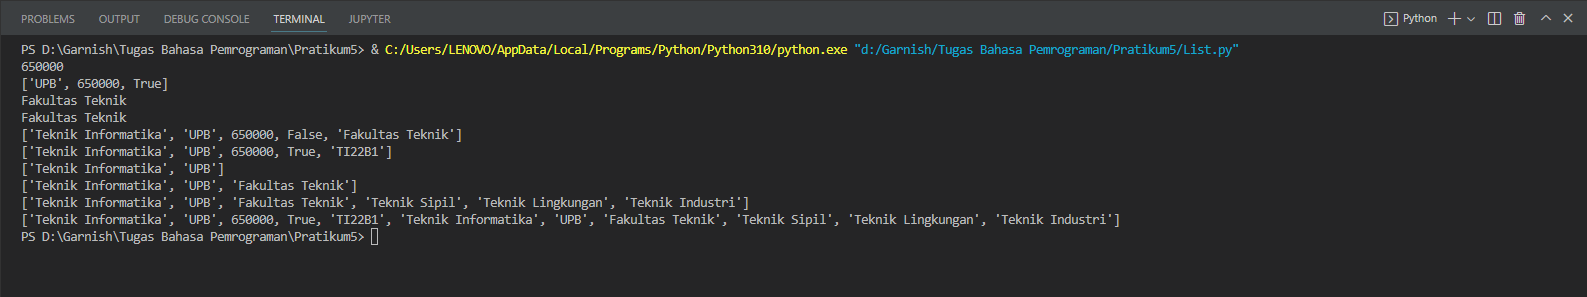 PROBLEMS OUTPUT DEBUG CONSOLE TERMINAL JUPYTER Python
PS D:\Garnish\Tugas Bahasa Pemrograman\Pratikum5> & C:/Users/LENOVO/AppData/Local/Programs/Python/Python310/python.exe "d:/Garnish/Tugas Bahasa Pemrograman/Pratikum5/List.py"
650000
['UPB', 650000, True]
Fakultas Teknik
Fakultas Teknik
['Teknik Informatika', 'UPB', 650000, False, 'Fakultas Teknik']
['Teknik Informatika', 'UPB', 650000, True, 'TI22B1']
['Teknik Informatika', 'UPB']
['Teknik Informatika', 'UPB', 'Fakultas Teknik']
['Teknik Informatika', 'UPB', 'Fakultas Teknik', 'Teknik Sipil', 'Teknik Lingkungan', 'Teknik Industri']
['Teknik Informatika', 'UPB', 650000, True, 'TI22B1', 'Teknik Informatika', 'UPB', 'Fakultas Teknik', 'Teknik Sipil', 'Teknik Lingkungan', 'Teknik Industri']
PS D:\Garnish\Tugas Bahasa Pemrograman\Pratikum5>